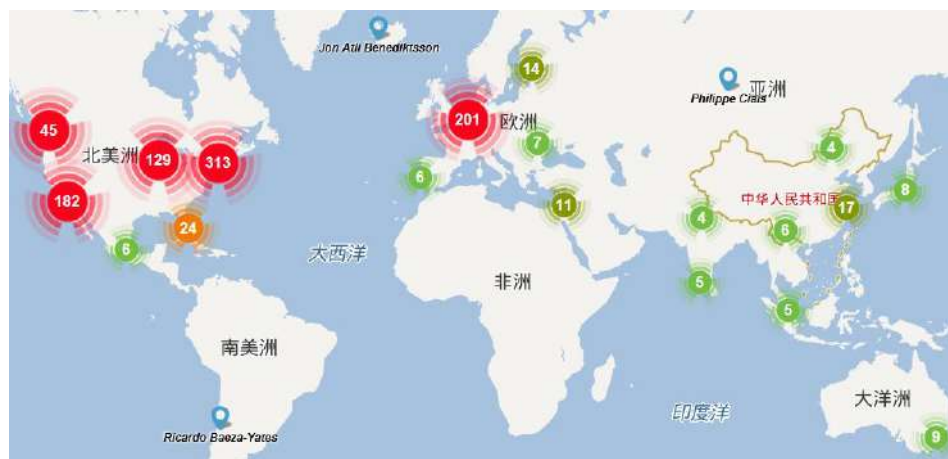 Jon Atli Benediktsson
14
Philippe Ciais
亚洲
45
北美洲
129
313
201
欧洲
7
4
182
6
11
中华人民共和国
17
8
4
6
24
6
大西洋
非洲
5
5
南美洲
大洋洲
印度洋
Ricardo Baeza-Yates
9